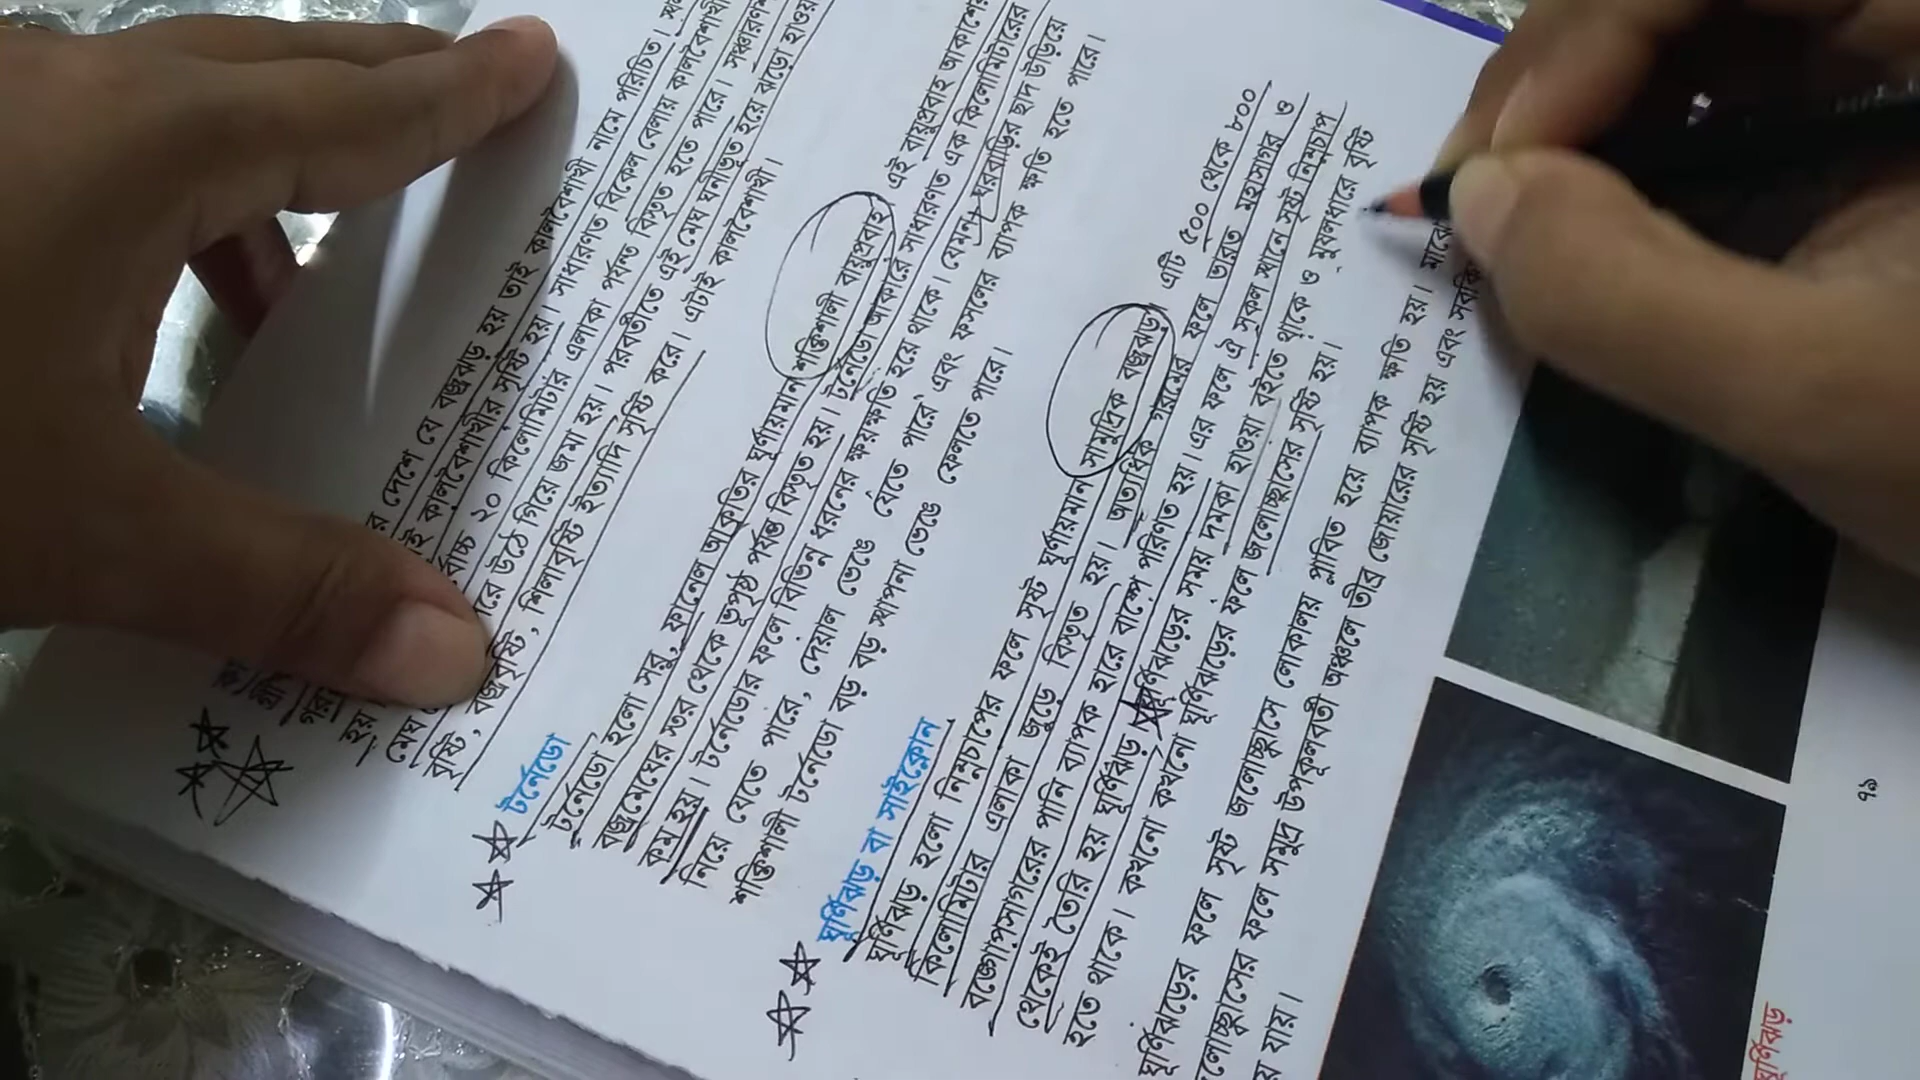 র দেশে যে বজ্রঝড় হয় তাই কালবৈশাখী নামে পরিচিত।
ই কালবৈশাখীর সৃষ্টি হয়। সাধারণত বিকেল বেলায় কালবৈশাখী
২০ কিলোমিটার এলাকা পর্যন্ত বিস্তৃত হতে পারে।
রে উঠে গিয়ে জমা হয়। পরবর্তীতে এই মেঘ ঘনীভূত হয়ে ঝড়ো হাওয়া
বৃষ্টি, বজ্রবৃষ্টি, শিলাবৃষ্টি ইত্যাদি সৃষ্টি করে। এটাই কালবৈশাখী।
টর্নেডো
টর্নেডো হলো সরু, ফানেল আকৃতির ঘূর্ণায়মান শক্তিশালী বায়ুপ্রবাহ এই বায়ুপ্রবাহ আকাশের
বজ্রমেঘের স্তর থেকে ভূপৃষ্ঠ পর্যন্ত বিস্তৃত হয়। টর্নেডো আকারে সাধারণত এক কিলোমিটারের
কম হয়। টর্নেডোর ফলে বিভিন্ন ধরনের ক্ষয়ক্ষতি হয়ে থাকে। যেমন, ঘরবাড়ির ছাদ উড়িয়ে
নিয়ে যেতে পারে, দেয়াল ভেঙে যেতে পারে এবং ফসলের ব্যাপক ক্ষতি হতে পারে।
শক্তিশালী টর্নেডো বড় বড় স্থাপনা ভেঙে ফেলতে পারে।
ঘূর্ণিঝড় বা সাইক্লোন
ঘূর্ণিঝড় হলো নিম্নচাপের ফলে সৃষ্ট ঘূর্ণায়মান সামুদ্রিক বজ্রঝড় এটি ৫০০ থেকে ৮০০
কিলোমিটার এলাকা জুড়ে বিস্তৃত হয়। অত্যধিক গরমের ফলে ভারত মহাসাগর ও
বঙ্গোপসাগরের পানি ব্যাপক হারে বাষ্পে পরিণত হয়। এর ফলে ঐ সকল স্থানে সৃষ্ট নিম্নচাপ
থেকেই তৈরি হয় ঘূর্ণিঝড় ঘূর্ণিঝড়ের সময় দমকা হাওয়া বইতে থাকে ও মুষলধারে বৃষ্টি
হতে থাকে। কখনো কখনো ঘূর্ণিঝড়ের ফলে জলোচ্ছ্বাসের সৃষ্টি হয়।
ঘূর্ণিঝড়ের ফলে সৃষ্ট জলোচ্ছ্বাসে লোকালয় প্লাবিত হয়ে ব্যাপক ক্ষতি হয়।
লোচ্ছ্বাসের ফলে সমুদ্র উপকূলবর্তী অঞ্চলে তীব্র জোয়ারের সৃষ্টি হয় এবং
য় যায়।
ঘূর্ণিঝড়
৭৯